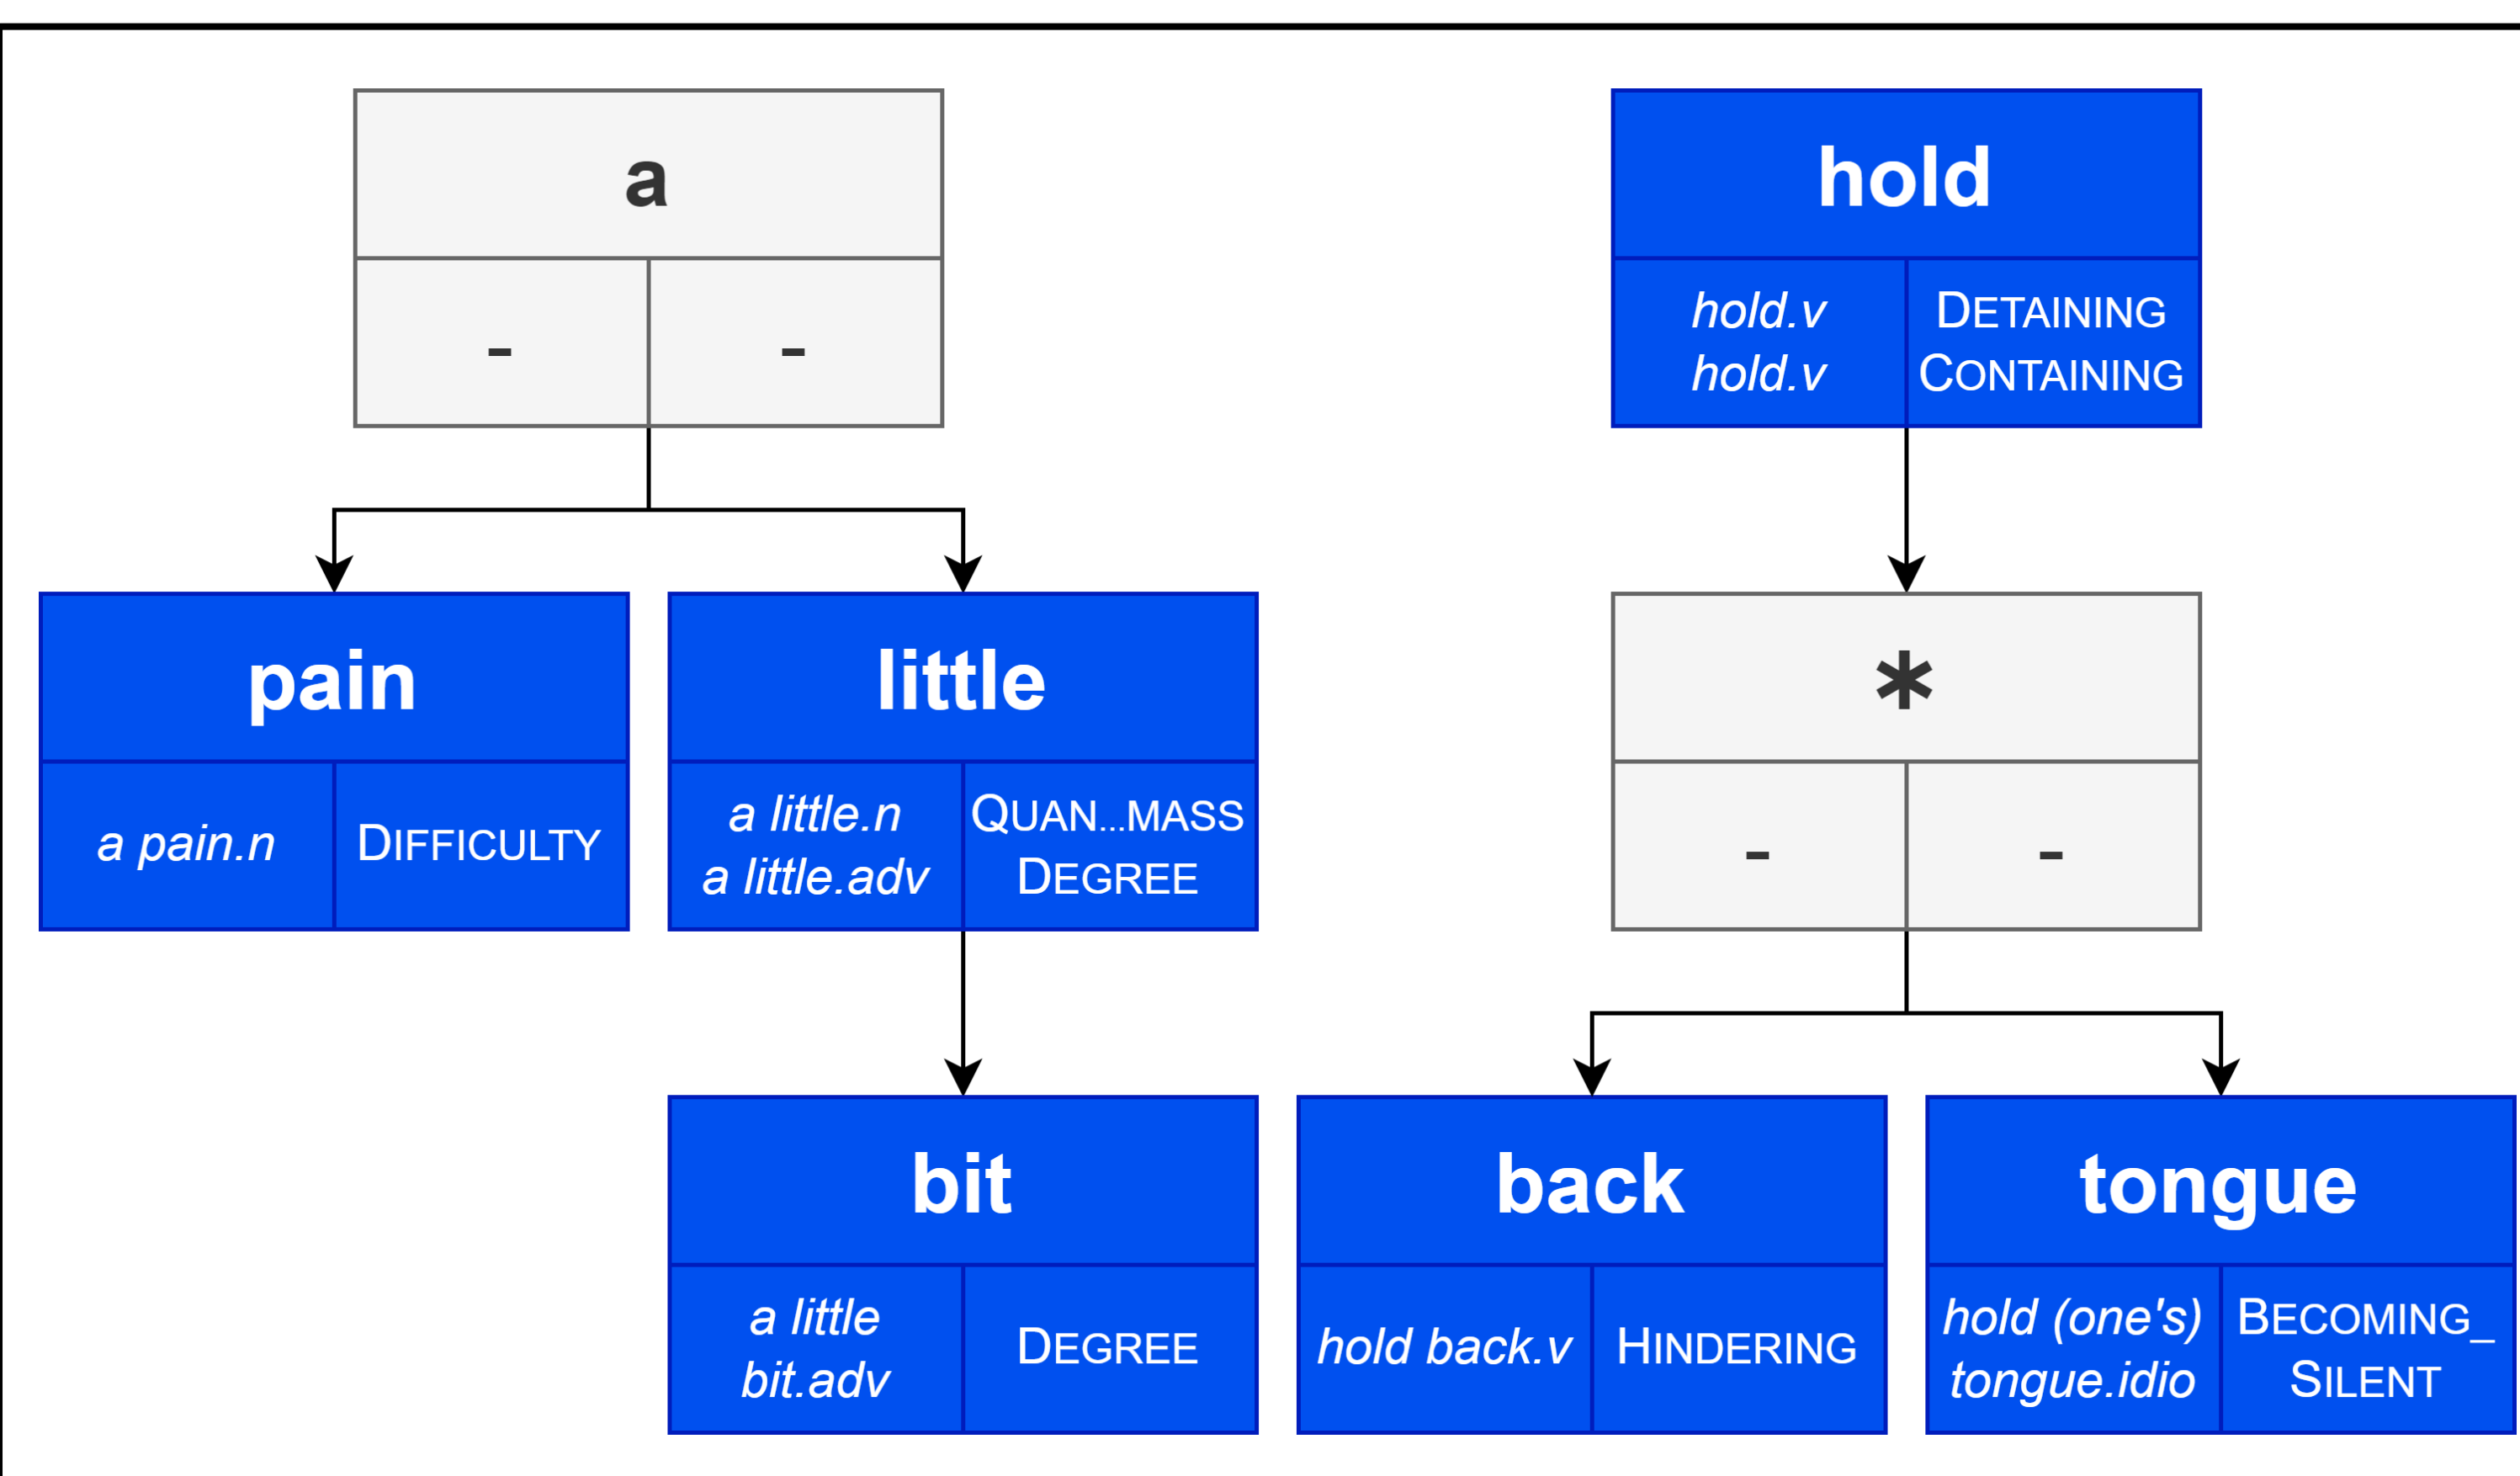 a
-
-
hold
hold.v
hold.v
DETAINING
CONTAINING
pain
a pain.n
DIFFICULTY
little
a little.n
a little.adv
QUAN...MASS
DEGREE
*
-
-
bit
a little
bit.adv
DEGREE
back
hold back.v
HINDERING
tongue
hold (one's)
tongue.idio
BECOMING_
SILENT